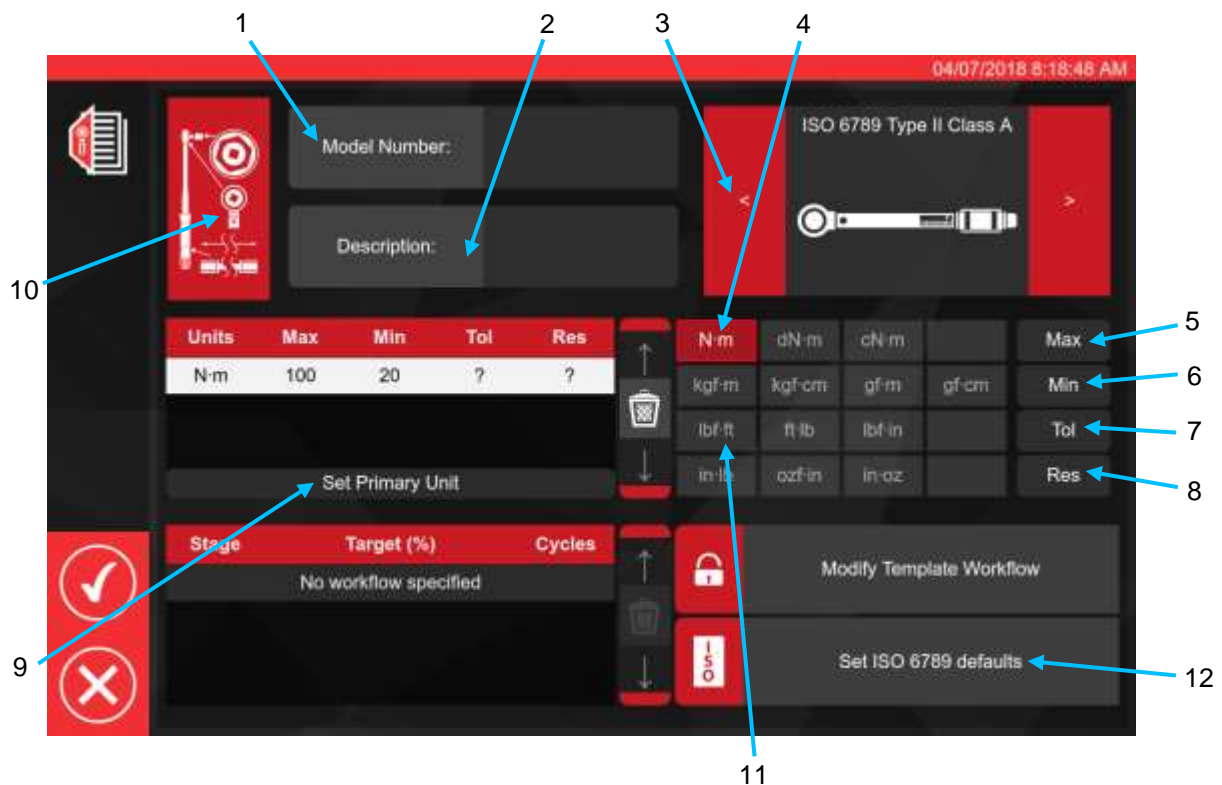 1 2 3 4
04/07/2018 8:18:48 AM
Model Number:
ISO 6789 Type II Class A
< >
Description:
10
Units Max Min Tol Res
N·m 100 20 ? ?
Set Primary Unit
N·m dN·m cN·m Max
kgf·m kgf·cm gf·m gf·cm Min
lbf·ft ft·lb lbf·in Tol
in·lb ozf·in in·oz Res
5
6
7
8
Stage Target (%) Cycles
No workflow specified
Modify Template Workflow
ISO
Set ISO 6789 defaults
9
12
11